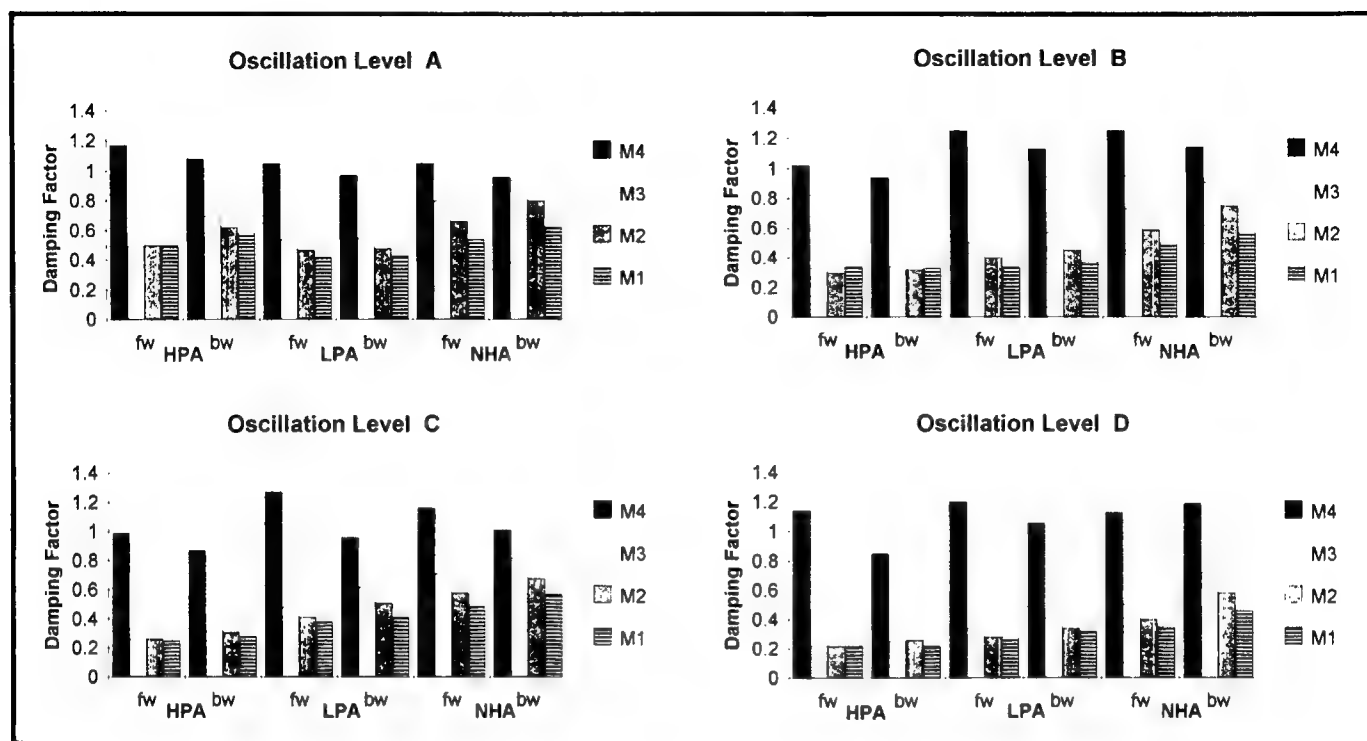 Oscillation Level A
Damping Factor
1.4
1.2
1
0.8
0.6
0.4
0.2
0
fw HPA bw fw LPA bw fw NHA bw
M4
M3
M2
M1
Oscillation Level B
Damping Factor
1.4
1.2
1
0.8
0.6
0.4
0.2
0
fw HPA bw fw LPA bw fw NHA bw
M4
M3
M2
M1
Oscillation Level C
Damping Factor
1.4
1.2
1
0.8
0.6
0.4
0.2
0
fw HPA bw fw LPA bw fw NHA bw
M4
M3
M2
M1
Oscillation Level D
Damping Factor
1.4
1.2
1
0.8
0.6
0.4
0.2
0
fw HPA bw fw LPA bw fw NHA bw
M4
M3
M2
M1